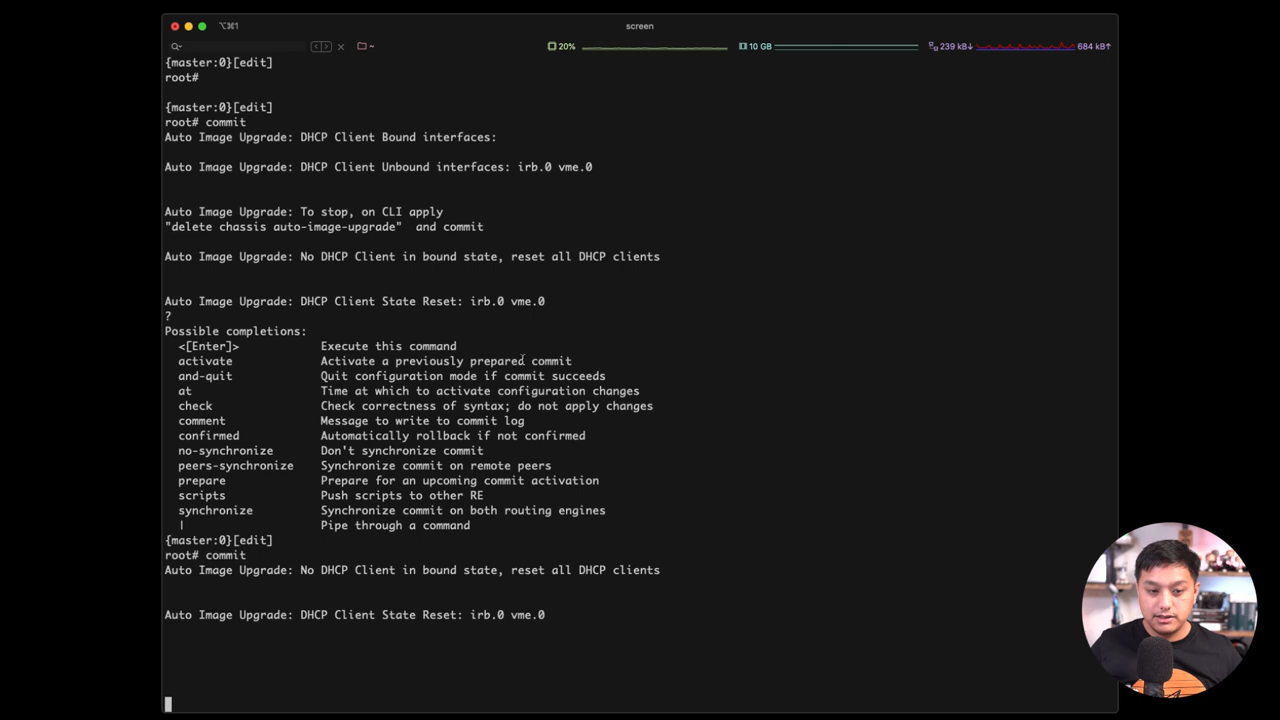 ⌥⌘1
screen
~
20%
10 GB
239 kB↓
684 kB↑
{master:0}[edit]
root#
{master:0}[edit]
root# commit
Auto Image Upgrade: DHCP Client Bound interfaces:
Auto Image Upgrade: DHCP Client Unbound interfaces: irb.0 vme.0
Auto Image Upgrade: To stop, on CLI apply
"delete chassis auto-image-upgrade"  and commit
Auto Image Upgrade: No DHCP Client in bound state, reset all DHCP clients
Auto Image Upgrade: DHCP Client State Reset: irb.0 vme.0
?
Possible completions:
<[Enter]> Execute this command
activate Activate a previously prepared commit
and-quit Quit configuration mode if commit succeeds
at Time at which to activate configuration changes
check Check correctness of syntax; do not apply changes
comment Message to write to commit log
confirmed Automatically rollback if not confirmed
no-synchronize Don't synchronize commit
peers-synchronize Synchronize commit on remote peers
prepare Prepare for an upcoming commit activation
scripts Push scripts to other RE
synchronize Synchronize commit on both routing engines
| Pipe through a command
{master:0}[edit]
root# commit
Auto Image Upgrade: No DHCP Client in bound state, reset all DHCP clients
Auto Image Upgrade: DHCP Client State Reset: irb.0 vme.0